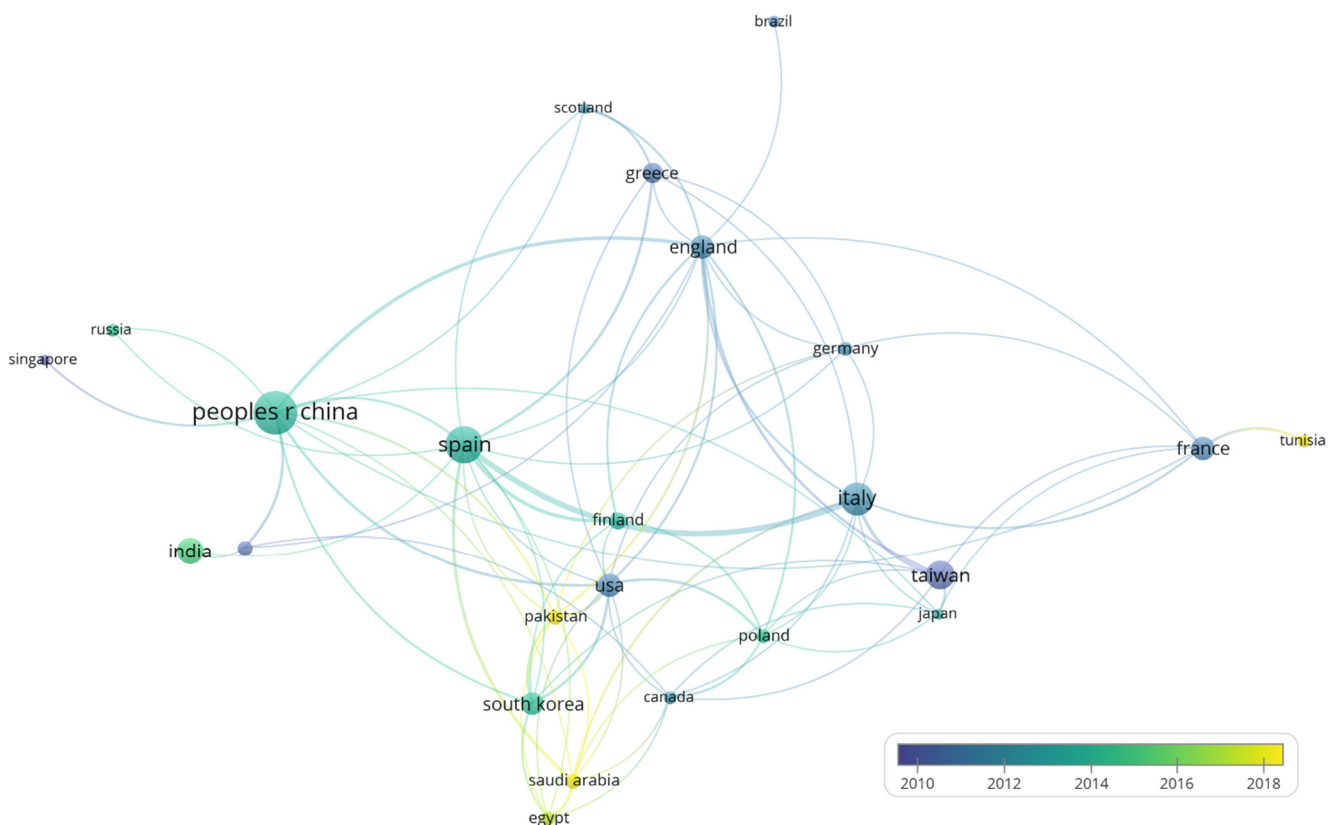 brazil
scotland
greece
england
russia
germany
singapore
peoples r china
tunisia
spain
france
italy
finland
india
taiwan
usa
japan
pakistan
poland
canada
south korea
saudi arabia
egypt
2010 2012 2014 2016 2018